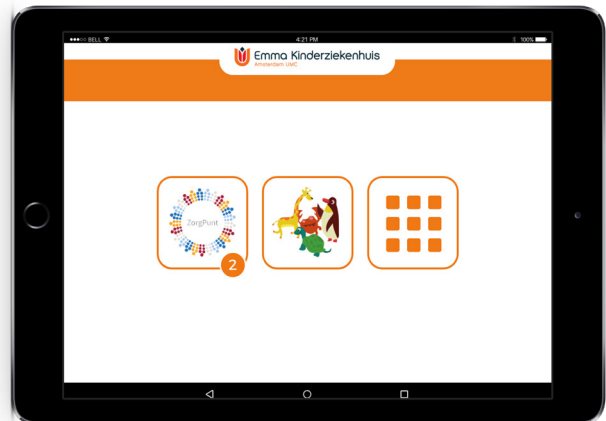 BELL
4:21 PM
100%
Emma Kinderziekenhuis
Amsterdam UMC
ZorgPunt
2